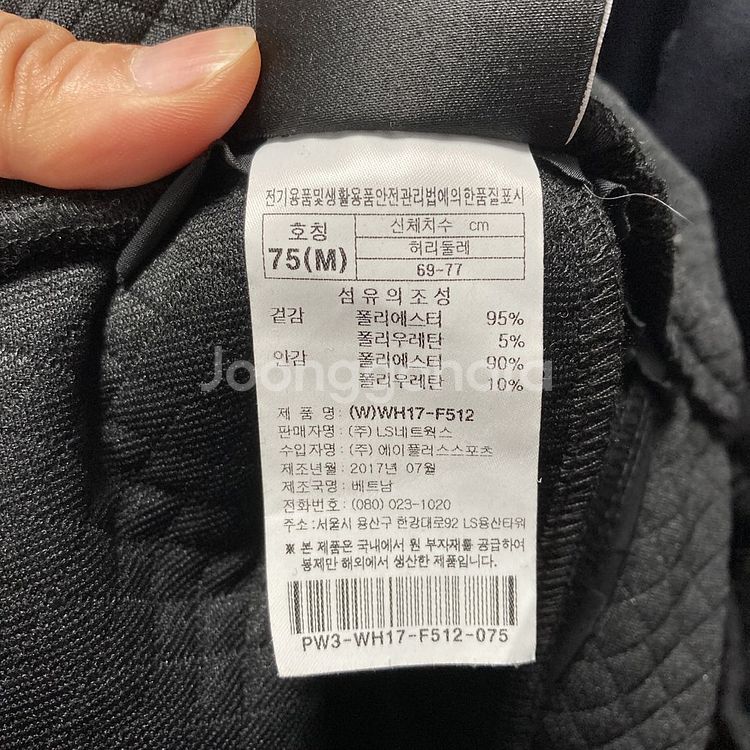 전기용품및생활용품안전관리법에의한품질표시
호칭 신체치수 cm
75(M) 허리둘레
69-77
섬유의조성
겉감 폴리에스터 95%
폴리우레탄 5%
안감 폴리에스터 90%
폴리우레탄 10%
Joonggonara
제 품 명: (W)WH17-F512
판매자명: (주) LS네트웍스
수입자명: (주) 에이플러스스포츠
제조년월: 2017년 07월
제조국명: 베트남
전화번호: (080) 023-1020
주소: 서울시 용산구 한강대로92 LS용산타워
※ 본 제품은 국내에서 원 부자재를 공급하여
봉제만 해외에서 생산한 제품입니다.
PW3-WH17-F512-075